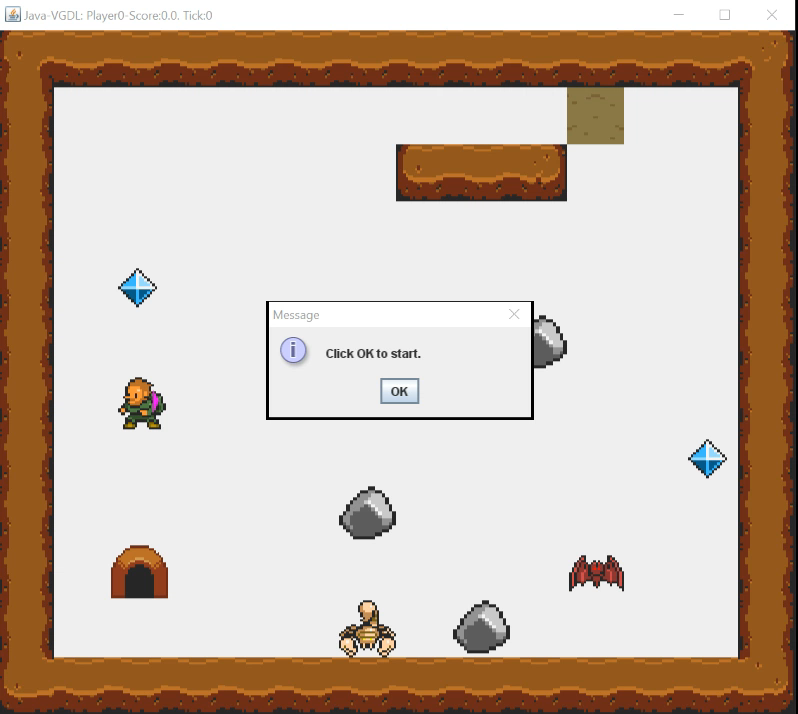 Java-VGDL: Player0-Score:0.0. Tick:0
Message
Click OK to start.
OK